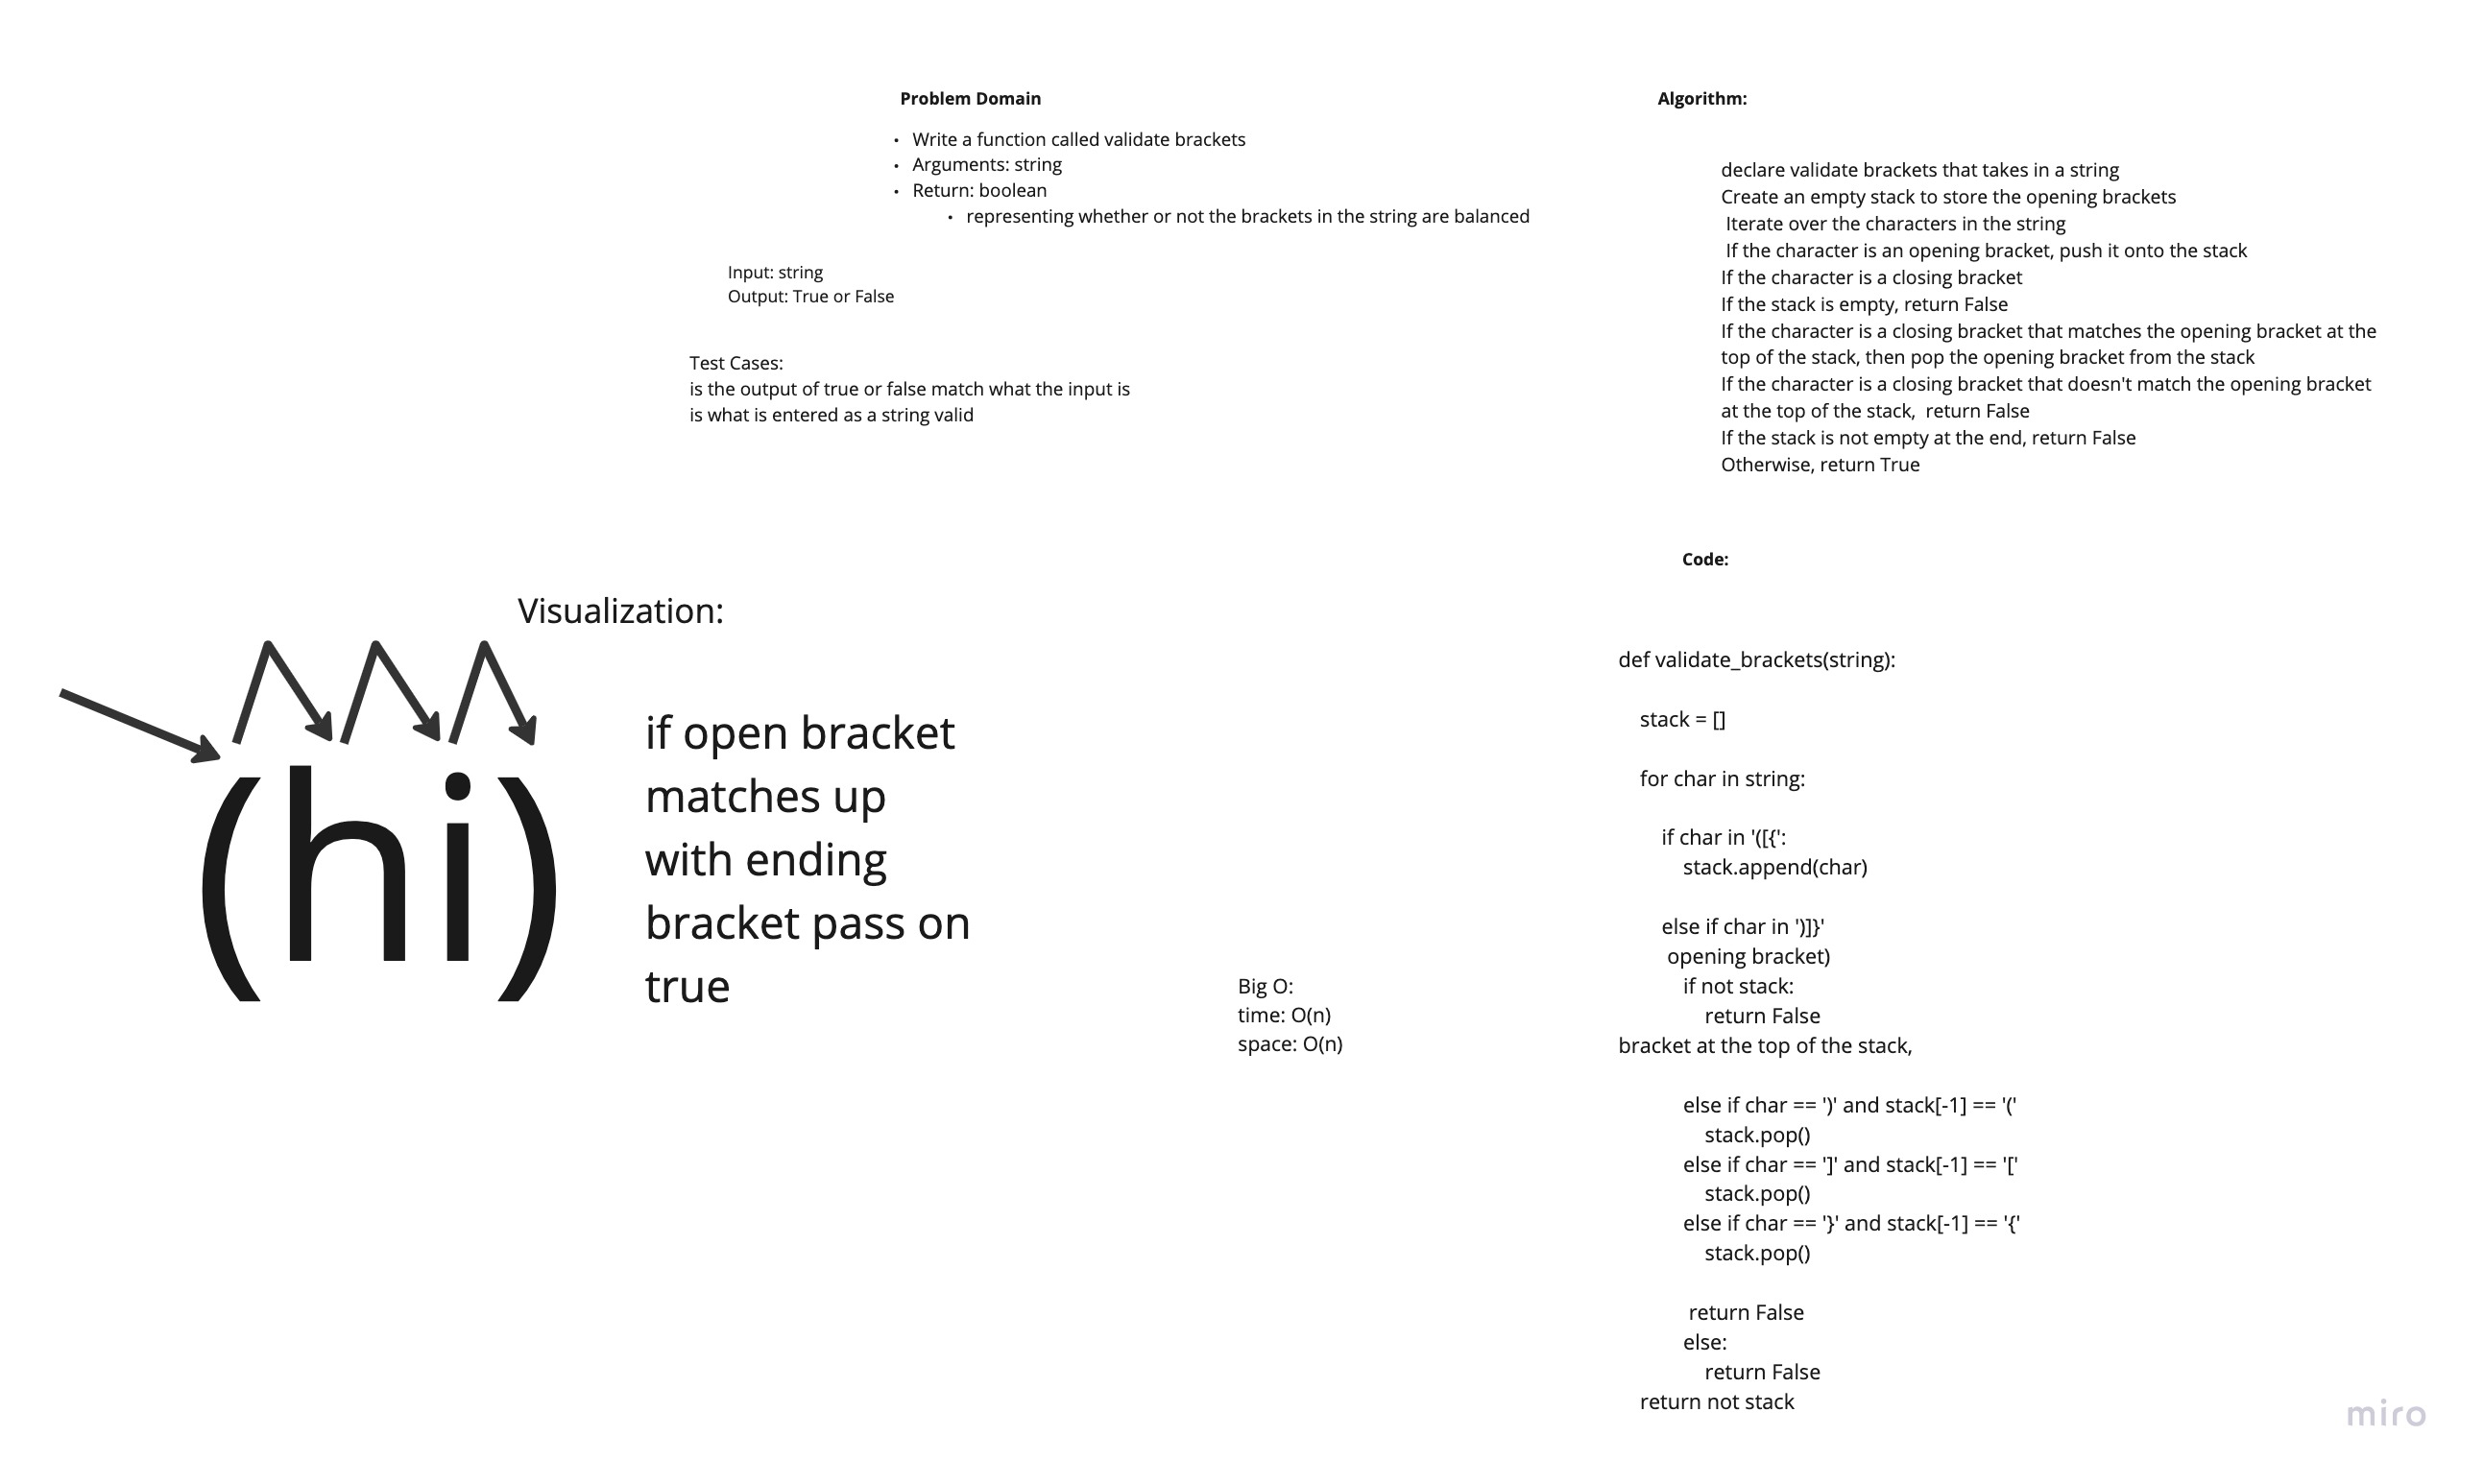 Problem Domain
• Write a function called validate brackets
• Arguments: string
• Return: boolean
• representing whether or not the brackets in the string are balanced
Input: string
Output: True or False
Test Cases:
is the output of true or false match what the input is
is what is entered as a string valid
Visualization:
(hi)
if open bracket
matches up
with ending
bracket pass on
true
Big O:
time: O(n)
space: O(n)
Algorithm:
declare validate brackets that takes in a string
Create an empty stack to store the opening brackets
Iterate over the characters in the string
If the character is an opening bracket, push it onto the stack
If the character is a closing bracket
If the stack is empty, return False
If the character is a closing bracket that matches the opening bracket at the
top of the stack, then pop the opening bracket from the stack
If the character is a closing bracket that doesn't match the opening bracket
at the top of the stack,  return False
If the stack is not empty at the end, return False
Otherwise, return True
Code:
def validate_brackets(string):
    stack = []
    for char in string:
        if char in '([{':
            stack.append(char)
        else if char in ')]}'
         opening bracket)
            if not stack:
                return False
bracket at the top of the stack,
            else if char == ')' and stack[-1] == '('
                stack.pop()
            else if char == ']' and stack[-1] == '['
                stack.pop()
            else if char == '}' and stack[-1] == '{'
                stack.pop()
             return False
            else:
                return False
    return not stack
miro